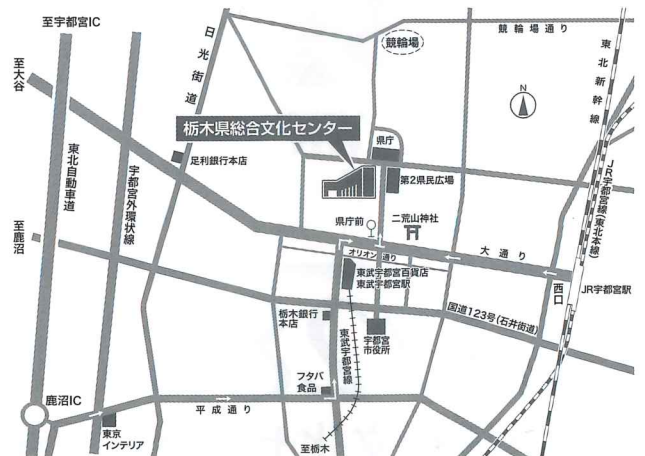 至宇都宮IC
競輪場
競輪場通り
日光街道
東北新幹線
至大谷
N
栃木県総合文化センター
県庁
足利銀行本店
第2県民広場
東北自動車道
宇都宮外環状線
JR宇都宮線(東北本線)
県庁前
二荒山神社
至鹿沼
大通り
オリオン通り
東武宇都宮百貨店
東武宇都宮駅
西口
JR宇都宮駅
栃木銀行
本店
東武宇都宮線
宇都宮
市役所
国道123号(石井街道)
フタバ
食品
鹿沼IC
平成通り
東京
インテリア
至栃木